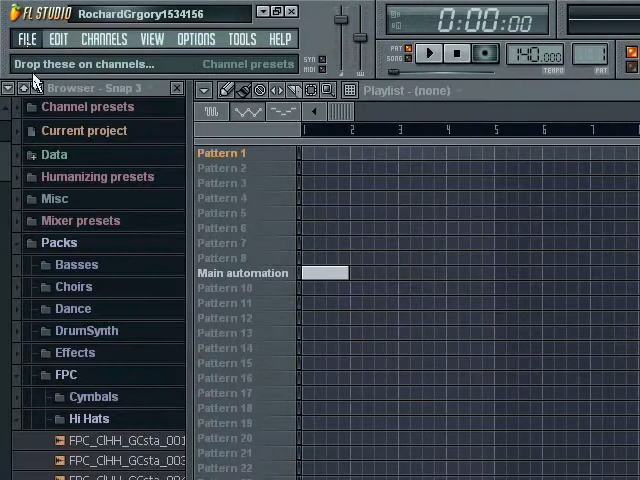 FL STUDIO RochardGrgory1534156
FILE EDIT CHANNELS VIEW OPTIONS TOOLS HELP
Drop these on channels... Channel presets
SYN
MIDI
PAT
SONG
0:00:00
140.000
TEMPO
PAT
Browser - Snap 3
Channel presets
Current project
Data
Humanizing presets
Misc
Mixer presets
Packs
Basses
Choirs
Dance
DrumSynth
Effects
FPC
Cymbals
Hi Hats
FPC_ClHH_GCsta_001
FPC_ClHH_GCsta_003
Playlist - (none)
1 2 3 4 5 6 7
Pattern 1
Pattern 2
Pattern 3
Pattern 4
Pattern 5
Pattern 6
Pattern 7
Pattern 8
Main automation
Pattern 10
Pattern 11
Pattern 12
Pattern 13
Pattern 14
Pattern 15
Pattern 16
Pattern 17
Pattern 18
Pattern 19
Pattern 20
Pattern 21
Pattern 22